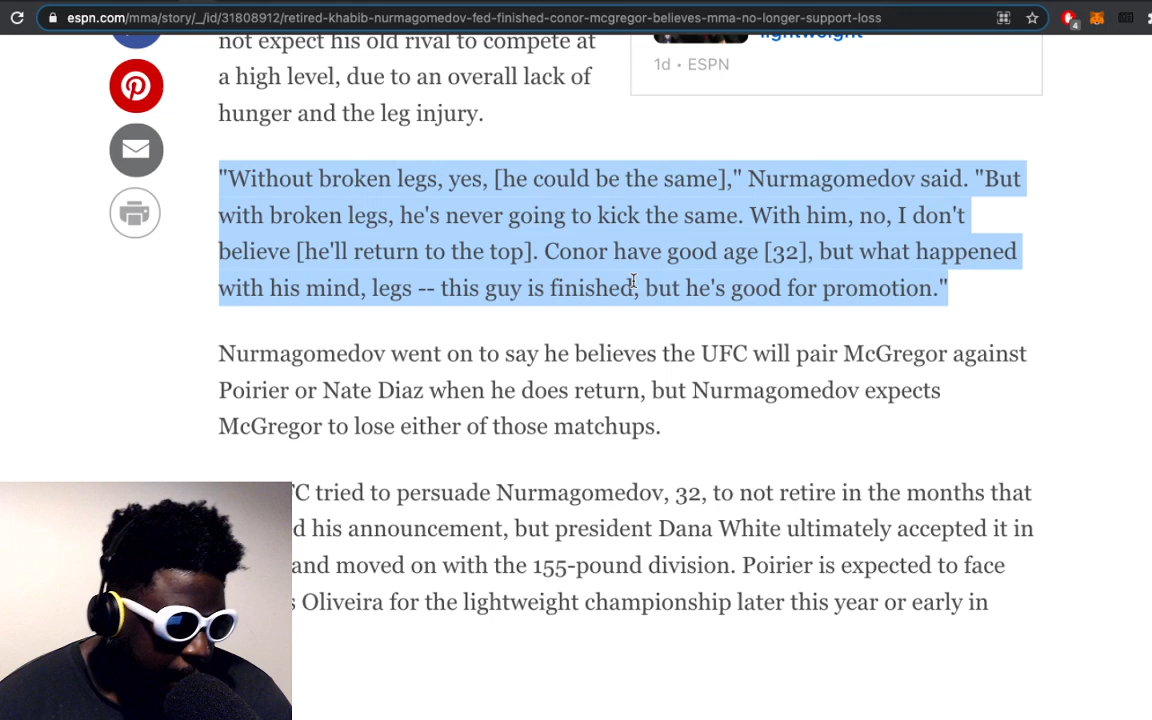 espn.com/mma/story/_/id/31808912/retired-khabib-nurmagomedov-fed-finished-conor-mcgregor-believes-mma-no-longer-support-loss
4
not expect his old rival to compete at
a high level, due to an overall lack of
hunger and the leg injury.
lightweight
1d • ESPN
"Without broken legs, yes, [he could be the same]," Nurmagomedov said. "But
with broken legs, he's never going to kick the same. With him, no, I don't
believe [he'll return to the top]. Conor have good age [32], but what happened
with his mind, legs -- this guy is finished, but he's good for promotion."
Nurmagomedov went on to say he believes the UFC will pair McGregor against
Poirier or Nate Diaz when he does return, but Nurmagomedov expects
McGregor to lose either of those matchups.
FC tried to persuade Nurmagomedov, 32, to not retire in the months that
d his announcement, but president Dana White ultimately accepted it in
and moved on with the 155-pound division. Poirier is expected to face
s Oliveira for the lightweight championship later this year or early in